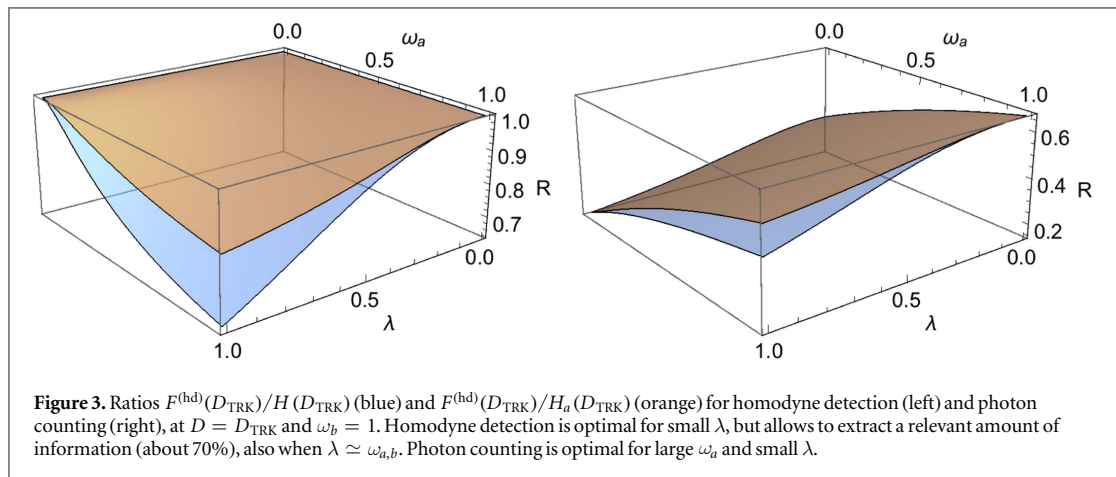 0.0
ω_a
0.5
1.0
1.0
0.9
0.8
R
0.7
0.0
0.5
λ
1.0
0.0
ω_a
0.5
1.0
0.6
0.4
R
0.2
0.0
0.5
λ
1.0
Figure 3. Ratios F^(hd)(D_TRK)/H (D_TRK) (blue) and F^(hd)(D_TRK)/H_a (D_TRK) (orange) for homodyne detection (left) and photon
counting (right), at D = D_TRK and ω_b = 1. Homodyne detection is optimal for small λ, but allows to extract a relevant amount of
information (about 70%), also when λ ≃ ω_a,b. Photon counting is optimal for large ω_a and small λ.